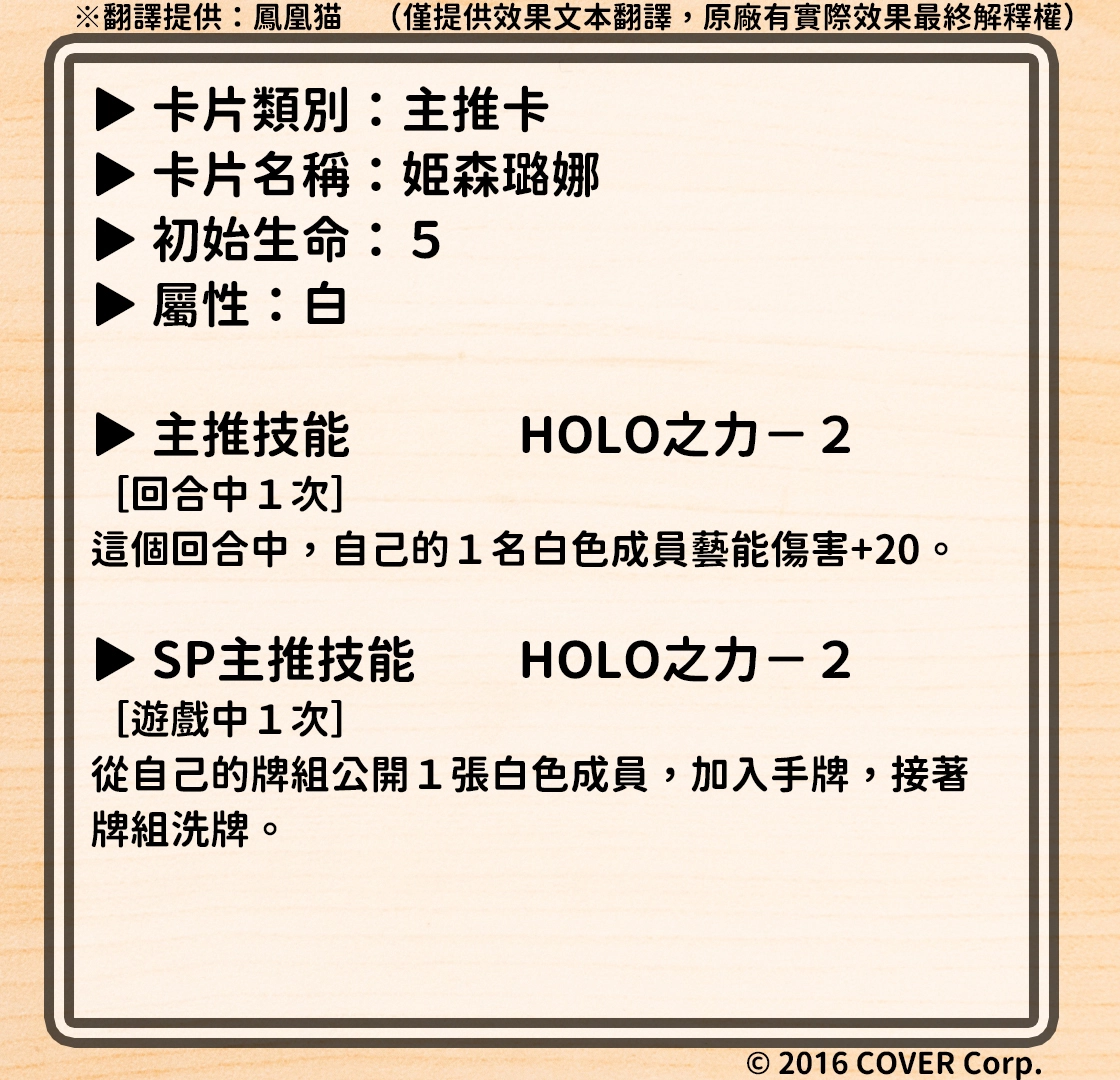 ※翻譯提供：鳳凰猫　（僅提供效果文本翻譯，原廠有實際效果最終解釋權）
▶ 卡片類別：主推卡
▶ 卡片名稱：姫森璐娜
▶ 初始生命：５
▶ 屬性：白
▶ 主推技能　　　HOLO之力－２
［回合中１次］
這個回合中，自己的１名白色成員藝能傷害+20。
▶ SP主推技能　　HOLO之力－２
［遊戲中１次］
從自己的牌組公開１張白色成員，加入手牌，接著
牌組洗牌。
© 2016 COVER Corp.